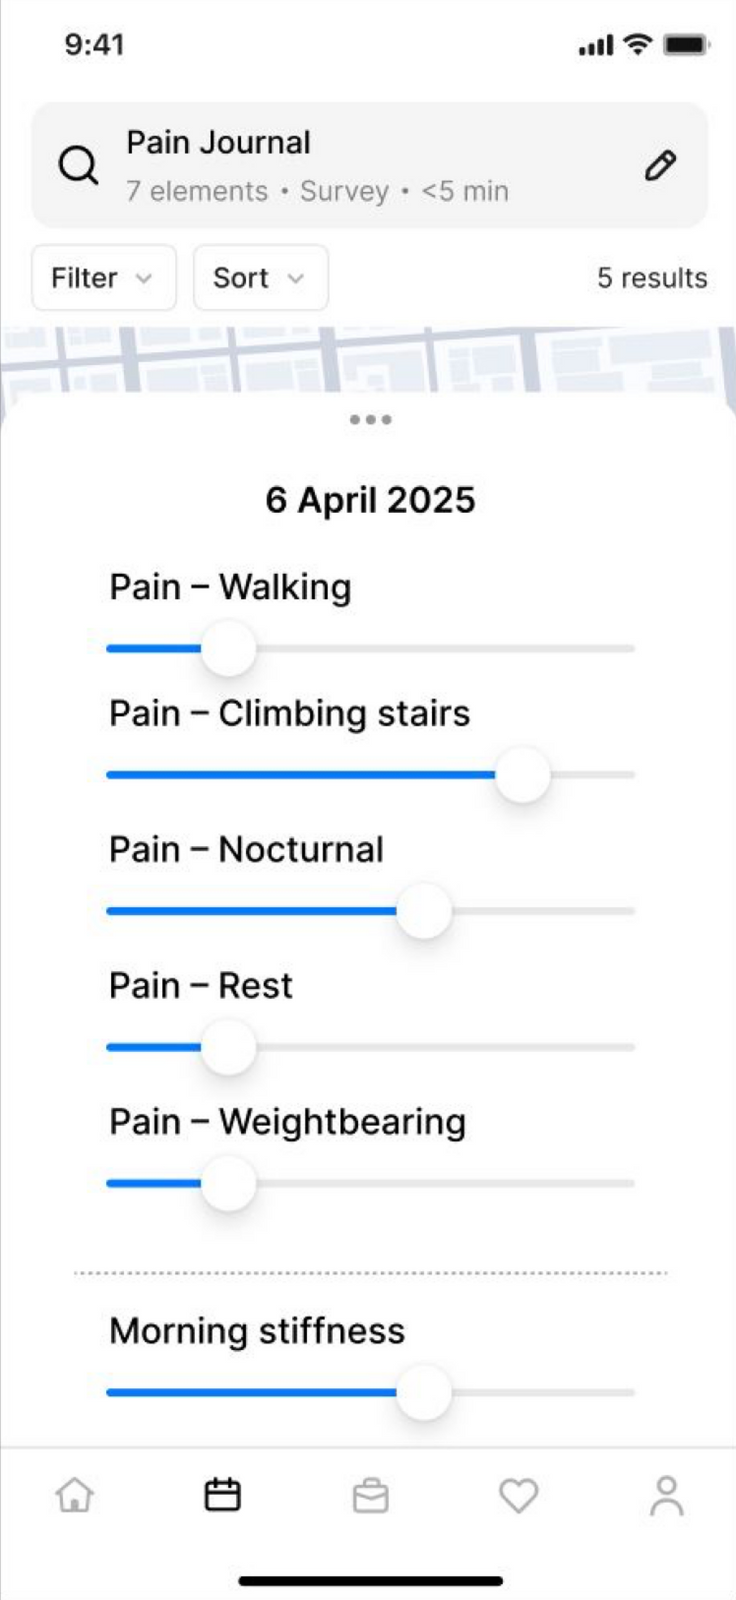 9:41
Pain Journal
7 elements • Survey • <5 min
Filter
Sort
5 results
6 April 2025
Pain – Walking
Pain – Climbing stairs
Pain – Nocturnal
Pain – Rest
Pain – Weightbearing
Morning stiffness